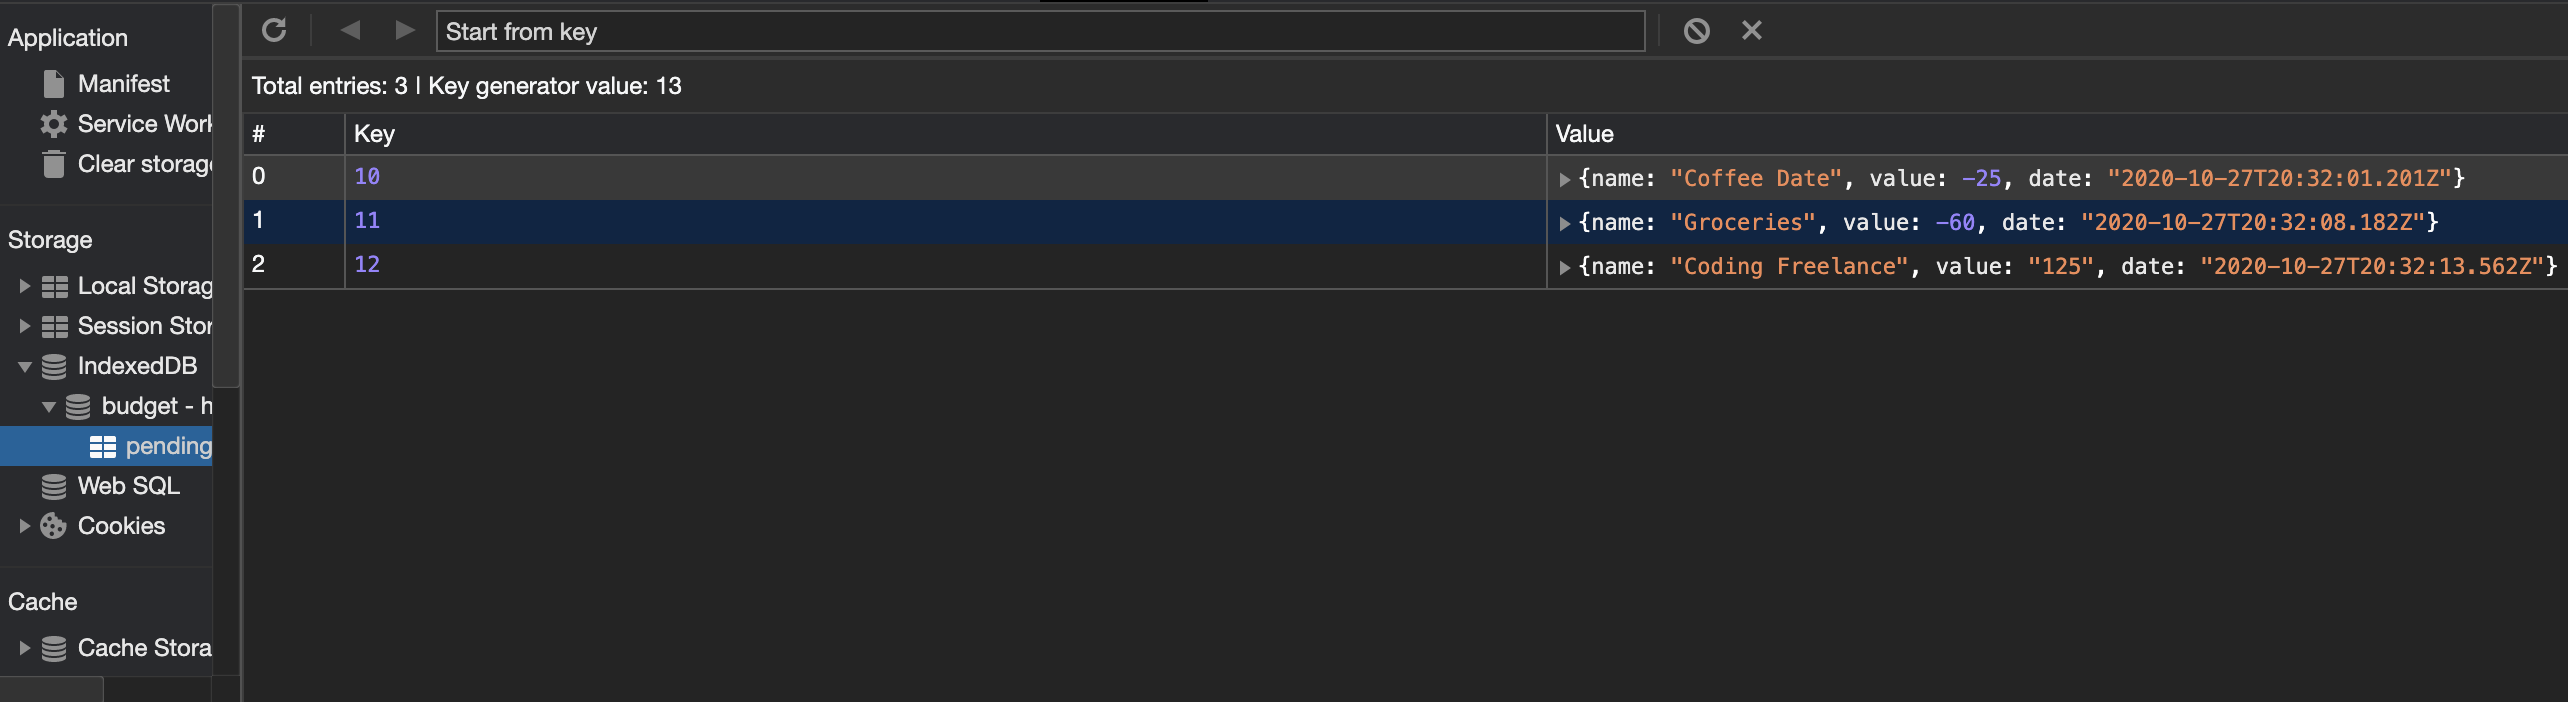 Application
Manifest
Service Work
Clear storage
Storage
Local Storag
Session Stor
IndexedDB
budget - h
pending
Web SQL
Cookies
Cache
Cache Stora
Start from key
Total entries: 3 | Key generator value: 13
# Key Value
0 10 {name: "Coffee Date", value: -25, date: "2020-10-27T20:32:01.201Z"}
1 11 {name: "Groceries", value: -60, date: "2020-10-27T20:32:08.182Z"}
2 12 {name: "Coding Freelance", value: "125", date: "2020-10-27T20:32:13.562Z"}